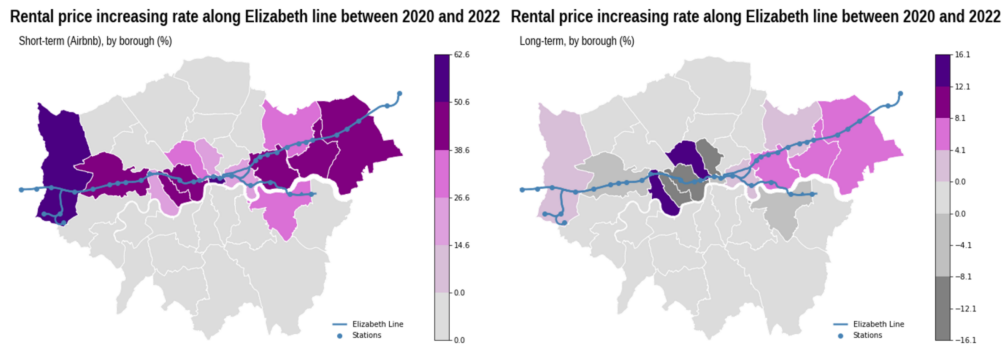 Rental price increasing rate along Elizabeth line between 2020 and 2022
Short-term (Airbnb), by borough (%)
62.6
50.6
38.6
26.6
14.6
0.0
0.0
Elizabeth Line
Stations
Rental price increasing rate along Elizabeth line between 2020 and 2022
Long-term, by borough (%)
16.1
12.1
8.1
4.1
0.0
0.0
−4.1
−8.1
−12.1
−16.1
Elizabeth Line
Stations